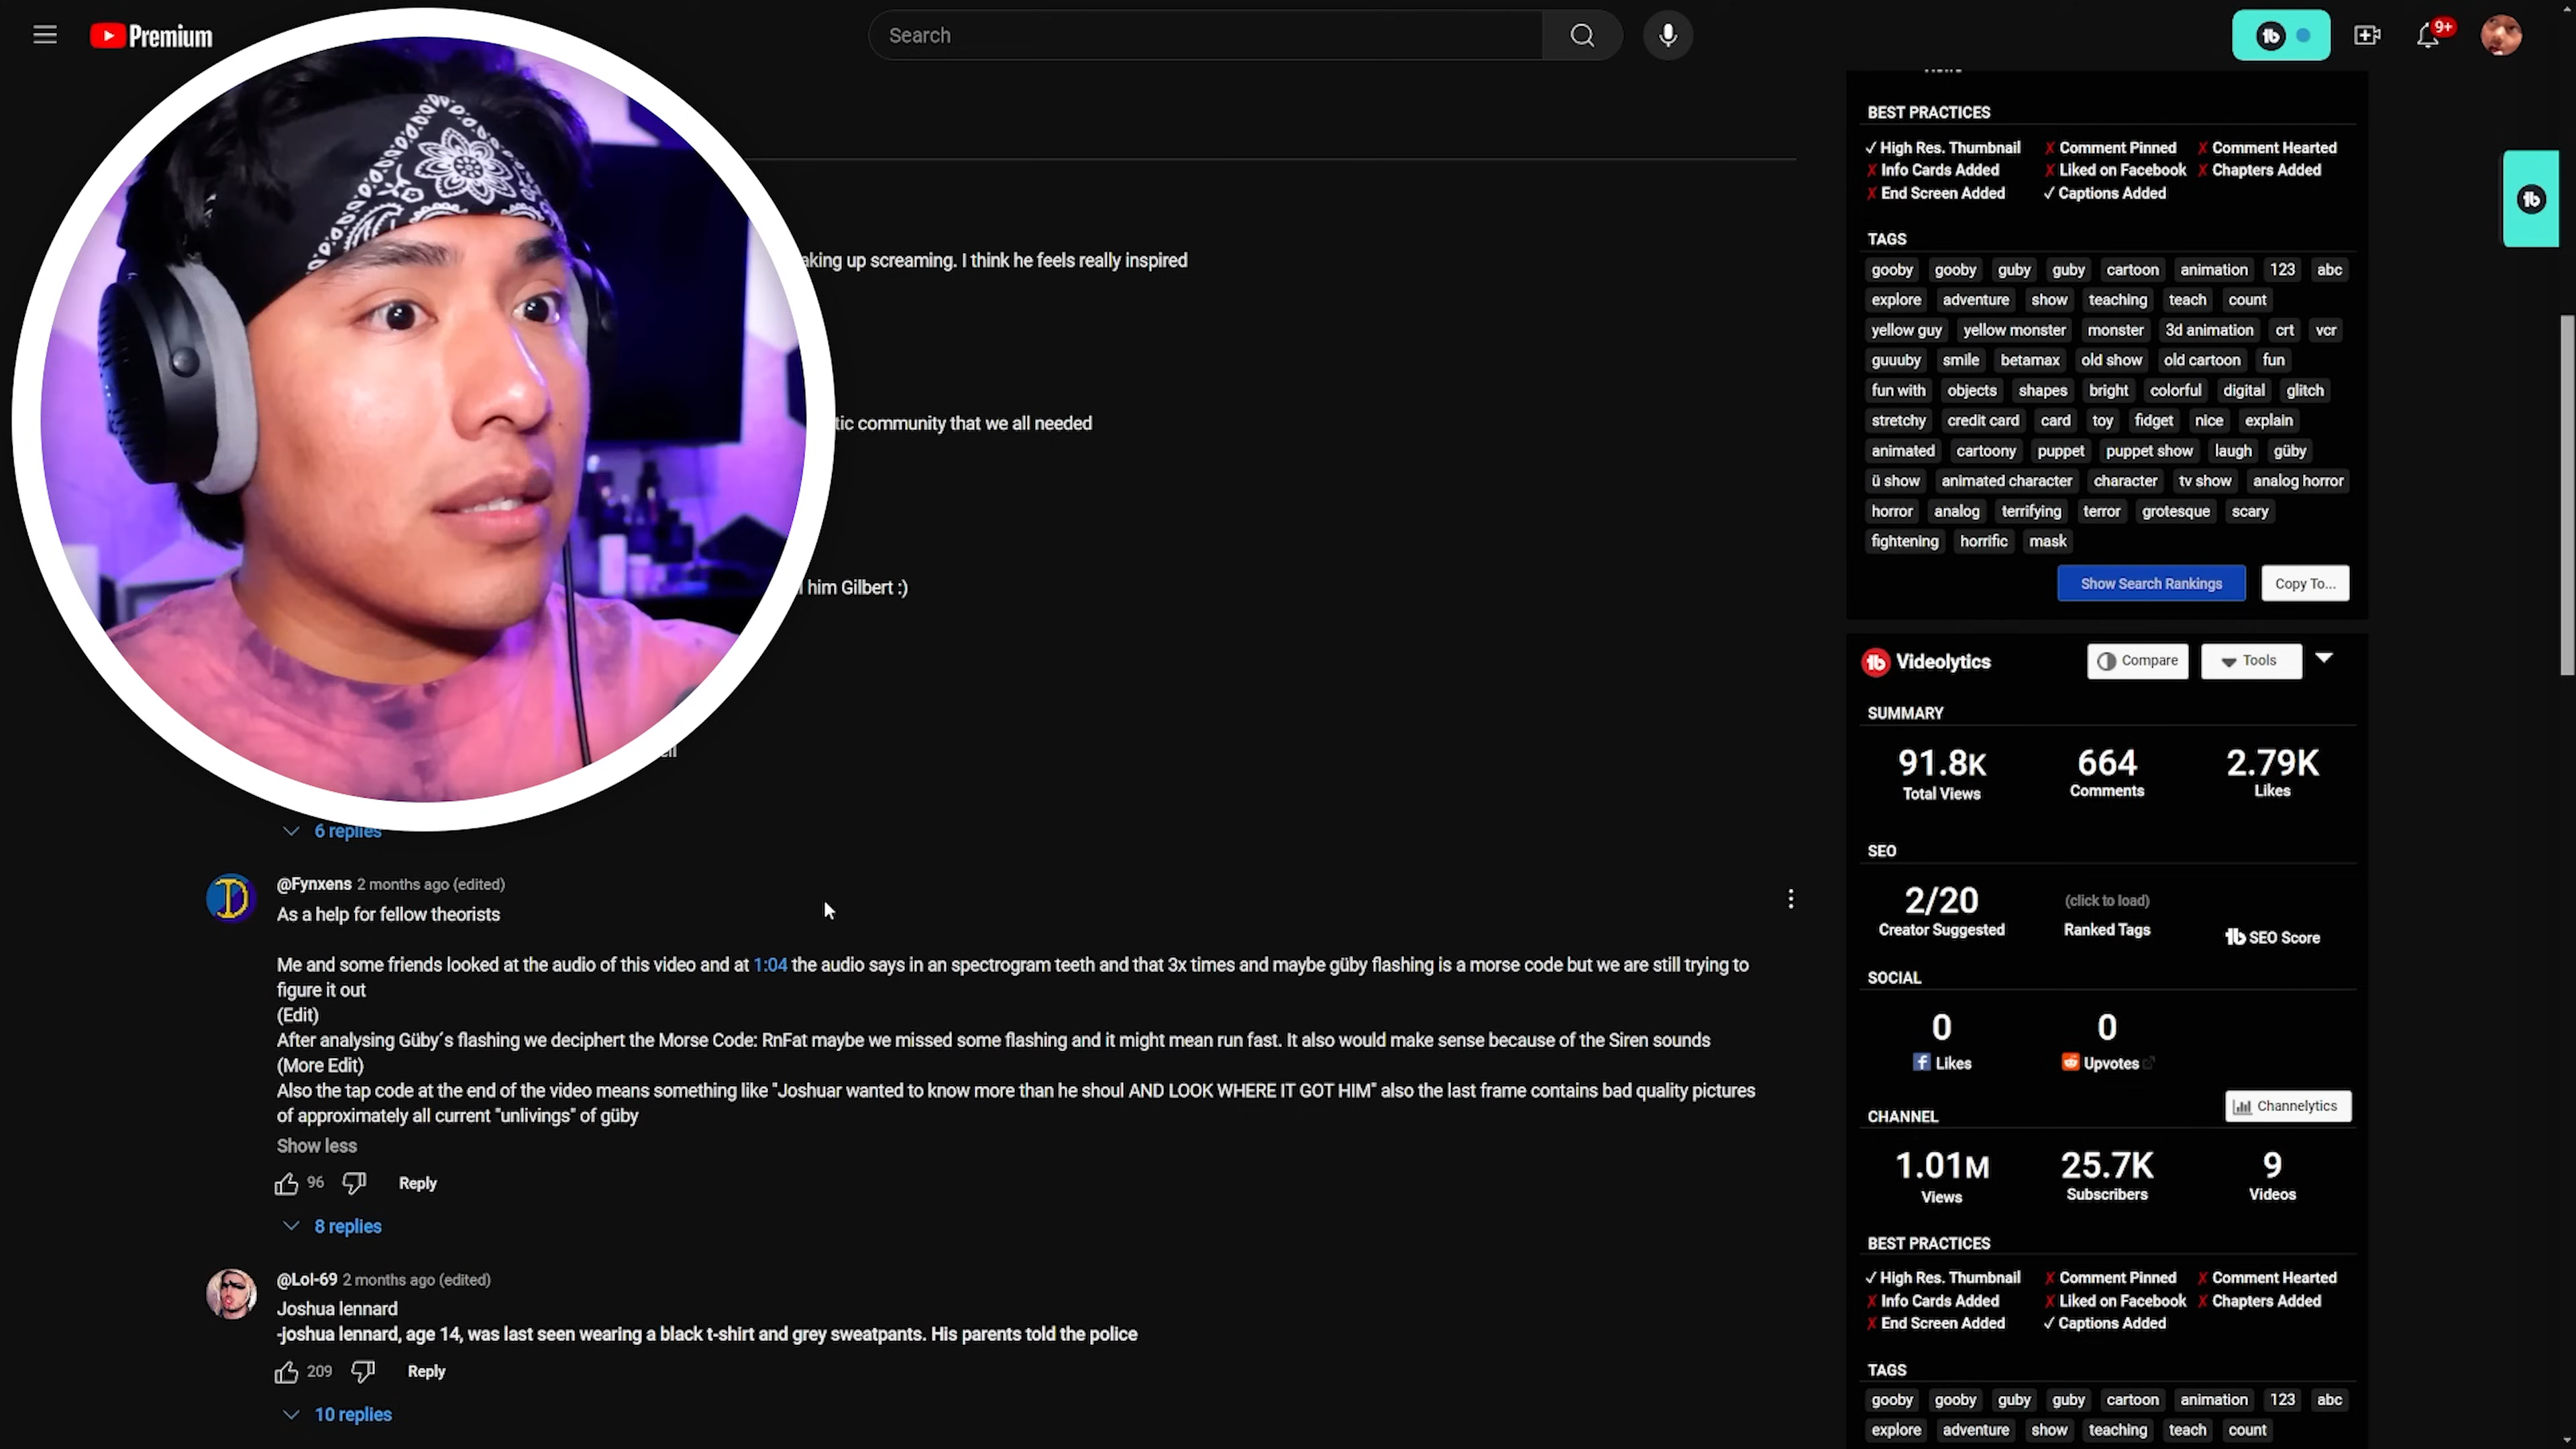 Premium
Search
9+
aking up screaming. I think he feels really inspired
tic community that we all needed
him Gilbert :)
6 replies
@Fynxens 2 months ago (edited)
As a help for fellow theorists
Me and some friends looked at the audio of this video and at 1:04 the audio says in an spectrogram teeth and that 3x times and maybe güby flashing is a morse code but we are still trying to
figure it out
(Edit)
After analysing Güby´s flashing we deciphert the Morse Code: RnFat maybe we missed some flashing and it might mean run fast. It also would make sense because of the Siren sounds
(More Edit)
Also the tap code at the end of the video means something like "Joshuar wanted to know more than he shoul AND LOOK WHERE IT GOT HIM" also the last frame contains bad quality pictures
of approximately all current "unlivings" of güby
Show less
96 Reply
8 replies
@Lol-69 2 months ago (edited)
Joshua lennard
-joshua lennard, age 14, was last seen wearing a black t-shirt and grey sweatpants. His parents told the police
209 Reply
10 replies
BEST PRACTICES
✓ High Res. Thumbnail ✗ Comment Pinned ✗ Comment Hearted
✗ Info Cards Added ✗ Liked on Facebook ✗ Chapters Added
✗ End Screen Added ✓ Captions Added
TAGS
gooby gooby guby guby cartoon animation 123 abc
explore adventure show teaching teach count
yellow guy yellow monster monster 3d animation crt vcr
guuuby smile betamax old show old cartoon fun
fun with objects shapes bright colorful digital glitch
stretchy credit card card toy fidget nice explain
animated cartoony puppet puppet show laugh güby
ü show animated character character tv show analog horror
horror analog terrifying terror grotesque scary
fightening horrific mask
Show Search Rankings Copy To...
Videolytics Compare Tools
SUMMARY
91.8K 664 2.79K
Total Views Comments Likes
SEO
2/20 (click to load)
Creator Suggested Ranked Tags SEO Score
SOCIAL
0 0
Likes Upvotes
CHANNEL Channelytics
1.01M 25.7K 9
Views Subscribers Videos
BEST PRACTICES
✓ High Res. Thumbnail ✗ Comment Pinned ✗ Comment Hearted
✗ Info Cards Added ✗ Liked on Facebook ✗ Chapters Added
✗ End Screen Added ✓ Captions Added
TAGS
gooby gooby guby guby cartoon animation 123 abc
explore adventure show teaching teach count